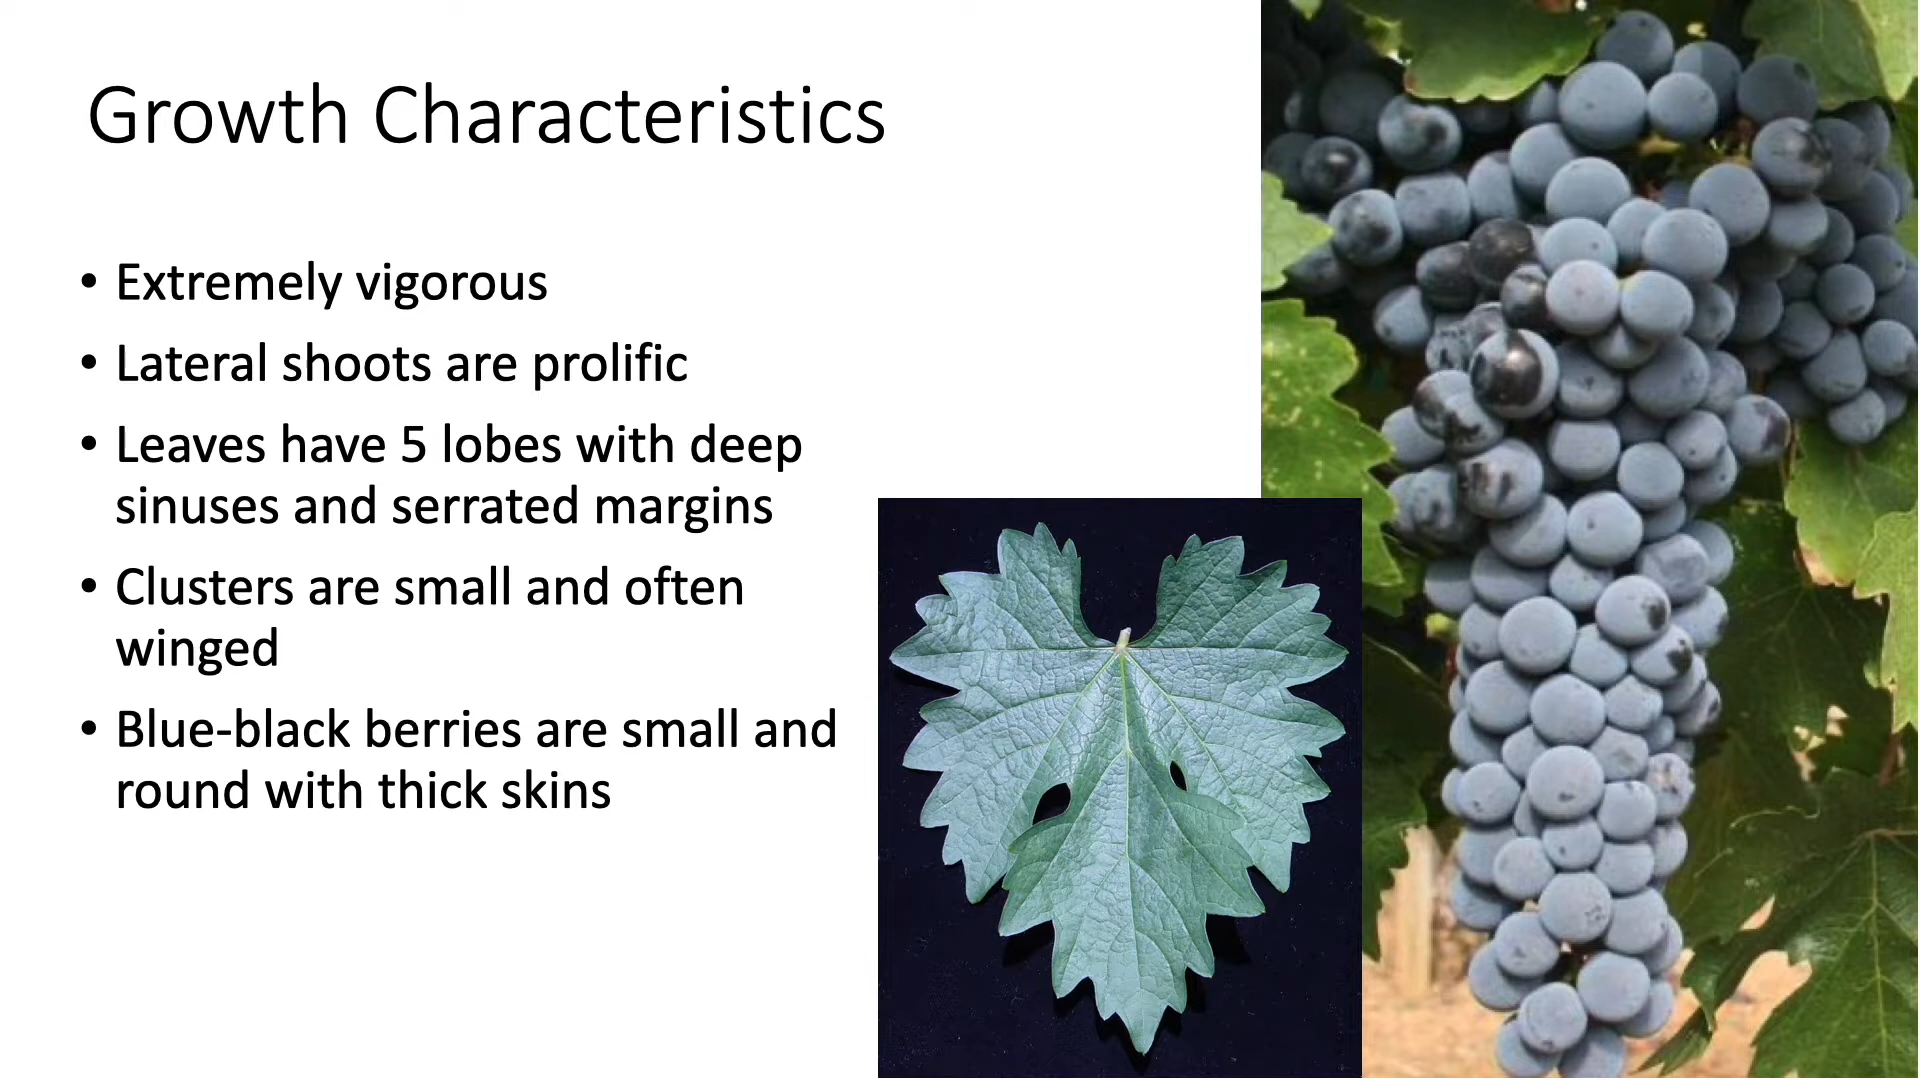 Growth Characteristics
• Extremely vigorous
• Lateral shoots are prolific
• Leaves have 5 lobes with deep
sinuses and serrated margins
• Clusters are small and often
winged
• Blue-black berries are small and
round with thick skins